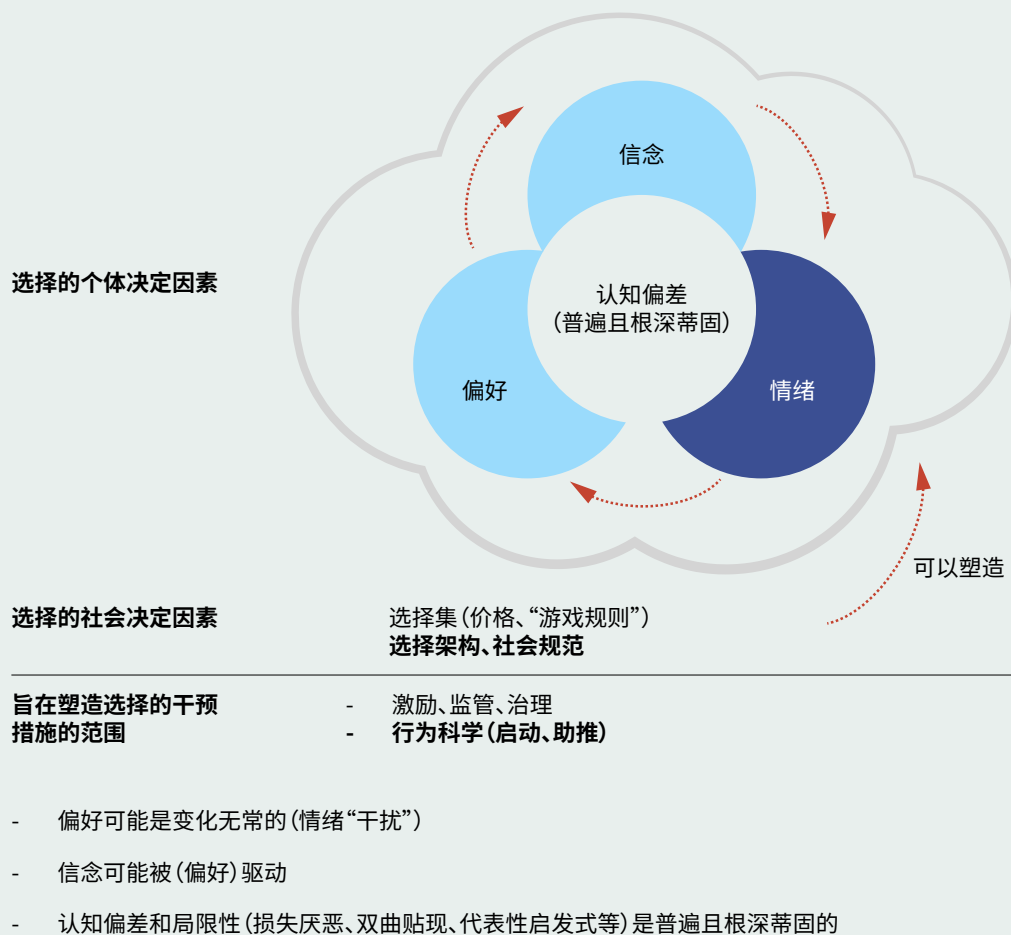 信念
选择的个体决定因素
认知偏差
（普遍且根深蒂固）
偏好
情绪
可以塑造
选择的社会决定因素
选择集（价格、“游戏规则”）
选择架构、社会规范
旨在塑造选择的干预
措施的范围
- 激励、监管、治理
- 行为科学（启动、助推）
- 偏好可能是变化无常的（情绪“干扰”）
- 信念可能被（偏好）驱动
- 认知偏差和局限性（损失厌恶、双曲贴现、代表性启发式等）是普遍且根深蒂固的